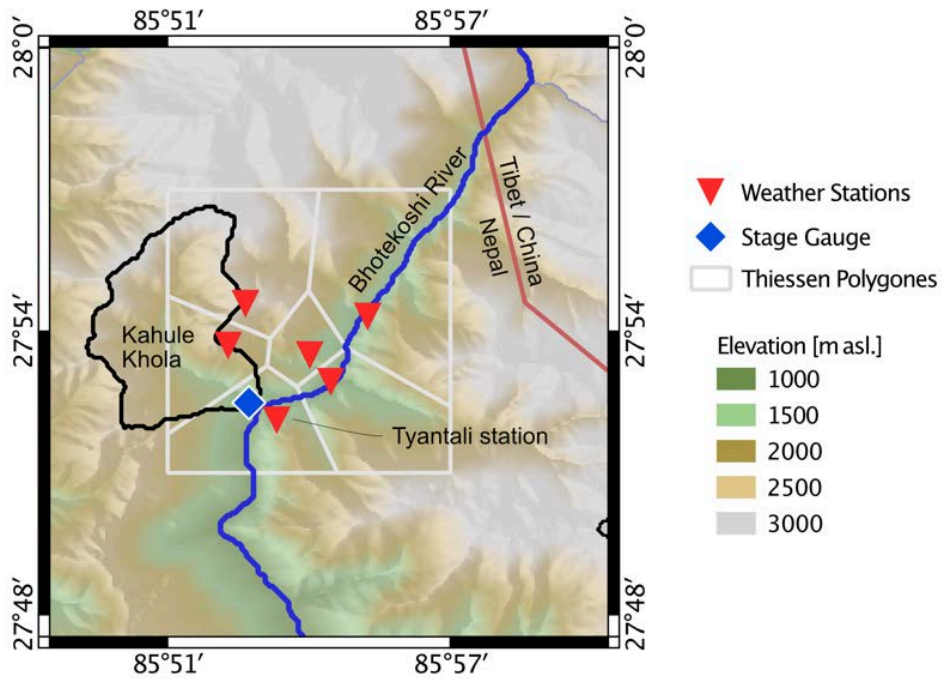 85°51′
85°57′
28°0′
27°54′
27°48′
Bhotekoshi River
Tibet / China
Nepal
Kahule
Khola
Tyantali station
28°0′
27°54′
27°48′
85°51′
85°57′
Weather Stations
Stage Gauge
Thiessen Polygones
Elevation [m asl.]
1000
1500
2000
2500
3000